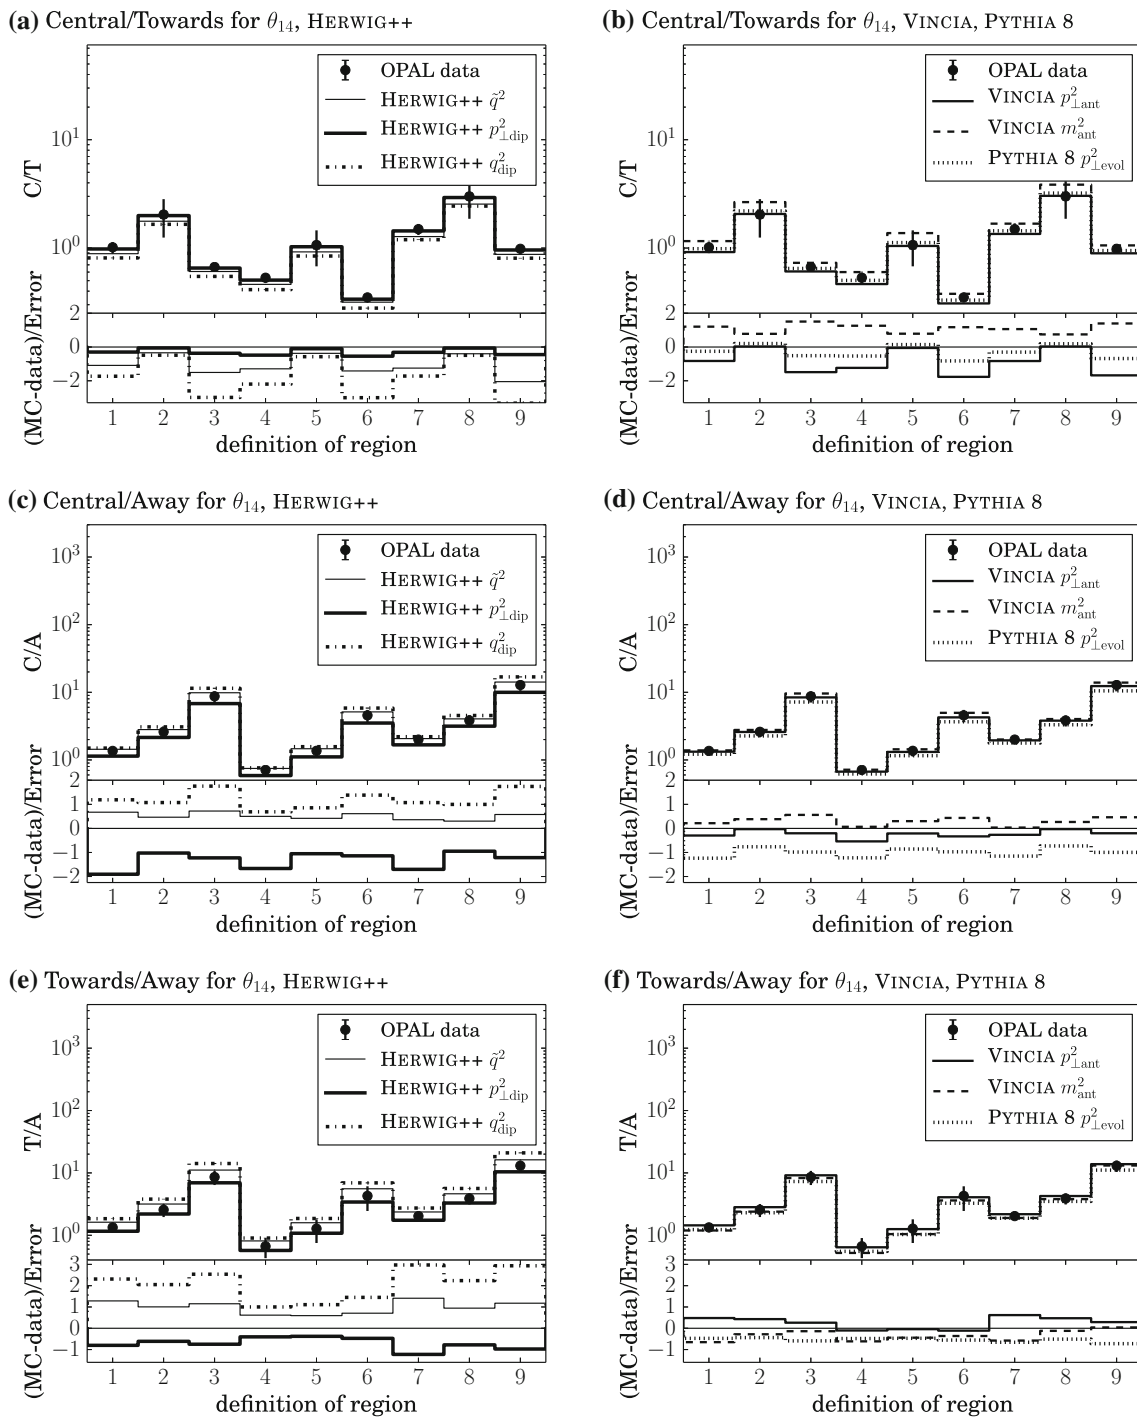 (a) Central/Towards for θ₁₄, HERWIG++
C/T
10¹
10⁰
OPAL data
HERWIG++ q̃²
HERWIG++ p²⊥dip
HERWIG++ q²dip
(MC-data)/Error
2
0
−2
1 2 3 4 5 6 7 8 9
definition of region
(b) Central/Towards for θ₁₄, VINCIA, PYTHIA 8
C/T
10¹
10⁰
OPAL data
VINCIA p²⊥ant
VINCIA m²ant
PYTHIA 8 p²⊥evol
(MC-data)/Error
2
0
−2
1 2 3 4 5 6 7 8 9
definition of region
(c) Central/Away for θ₁₄, HERWIG++
C/A
10³
10²
10¹
10⁰
OPAL data
HERWIG++ q̃²
HERWIG++ p²⊥dip
HERWIG++ q²dip
(MC-data)/Error
2
1
0
−1
−2
1 2 3 4 5 6 7 8 9
definition of region
(d) Central/Away for θ₁₄, VINCIA, PYTHIA 8
C/A
10³
10²
10¹
10⁰
OPAL data
VINCIA p²⊥ant
VINCIA m²ant
PYTHIA 8 p²⊥evol
(MC-data)/Error
2
1
0
−1
−2
1 2 3 4 5 6 7 8 9
definition of region
(e) Towards/Away for θ₁₄, HERWIG++
T/A
10³
10²
10¹
10⁰
OPAL data
HERWIG++ q̃²
HERWIG++ p²⊥dip
HERWIG++ q²dip
(MC-data)/Error
3
2
1
0
−1
1 2 3 4 5 6 7 8 9
definition of region
(f) Towards/Away for θ₁₄, VINCIA, PYTHIA 8
T/A
10³
10²
10¹
10⁰
OPAL data
VINCIA p²⊥ant
VINCIA m²ant
PYTHIA 8 p²⊥evol
(MC-data)/Error
3
2
1
0
−1
1 2 3 4 5 6 7 8 9
definition of region